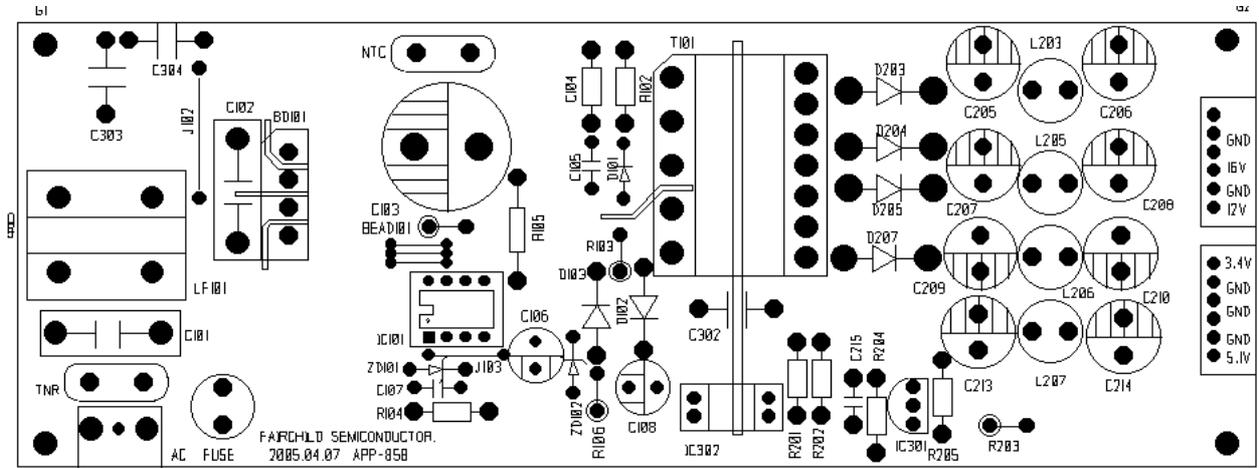 G1
G2
C304
C303
J102
C102
BD101
LF101
C101
TNR
AC
FUSE
FAIRCHILD SEMICONDUCTOR.
2005.04.07 APP-85B
NTC
C103
BEAD101
R105
IC101
ZD101
J103
C107
R104
C106
ZD102
C104
R102
C105
D101
R103
D103
D102
R106
C108
T101
C302
IC302
R201
R202
C215
R204
IC301
R205
R203
D203
D204
D205
D207
L203
C205
C206
L205
C207
C208
C209
L206
C210
C213
L207
C214
GND
16V
GND
12V
3.4V
GND
GND
GND
5.1V